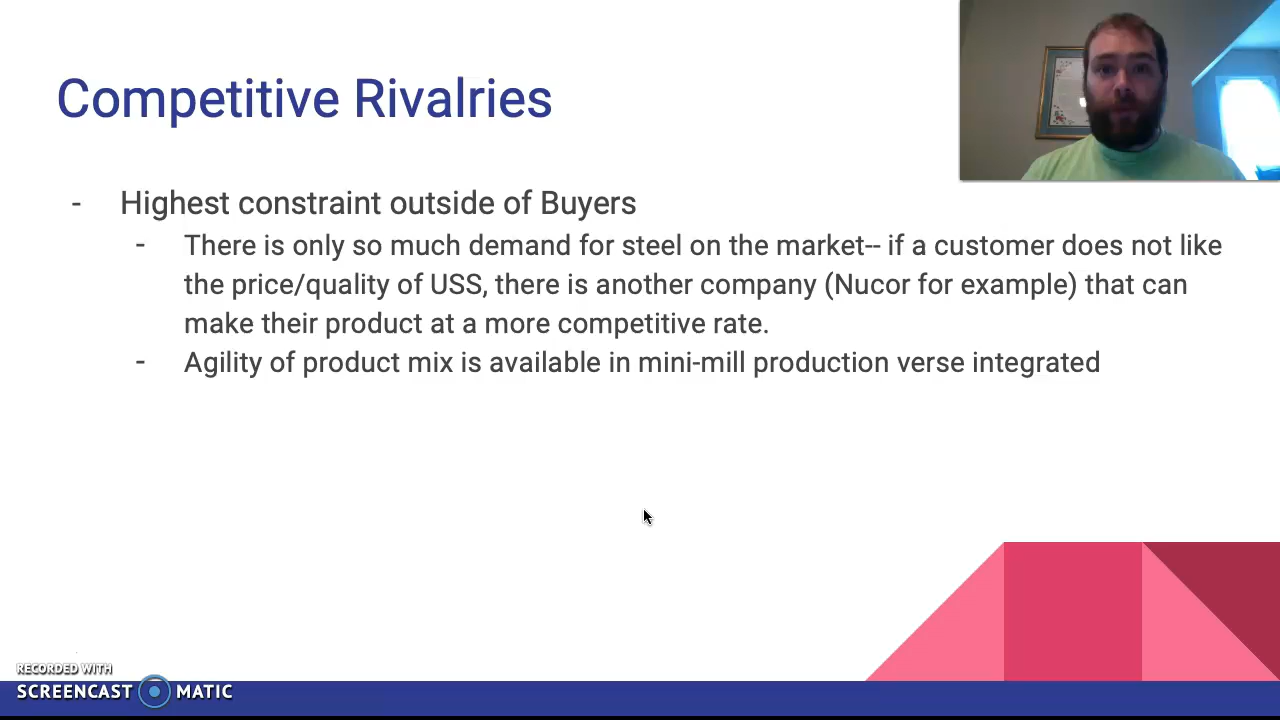 Competitive Rivalries
- Highest constraint outside of Buyers
- There is only so much demand for steel on the market-- if a customer does not like
the price/quality of USS, there is another company (Nucor for example) that can
make their product at a more competitive rate.
- Agility of product mix is available in mini-mill production verse integrated
RECORDED WITH
SCREENCAST MATIC